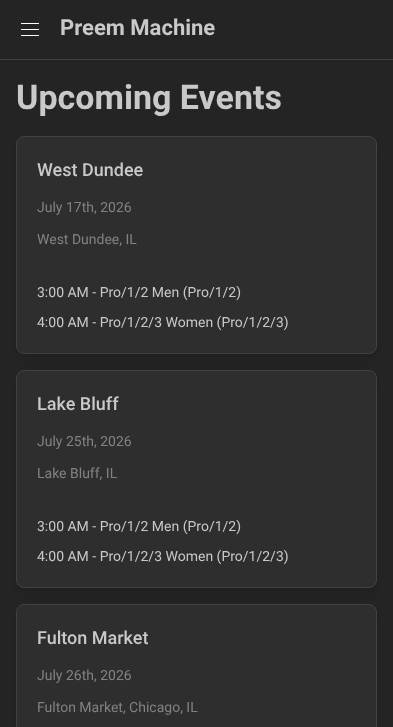 Preem Machine
Upcoming Events
West Dundee
July 17th, 2026
West Dundee, IL
3:00 AM - Pro/1/2 Men (Pro/1/2)
4:00 AM - Pro/1/2/3 Women (Pro/1/2/3)
Lake Bluff
July 25th, 2026
Lake Bluff, IL
3:00 AM - Pro/1/2 Men (Pro/1/2)
4:00 AM - Pro/1/2/3 Women (Pro/1/2/3)
Fulton Market
July 26th, 2026
Fulton Market, Chicago, IL